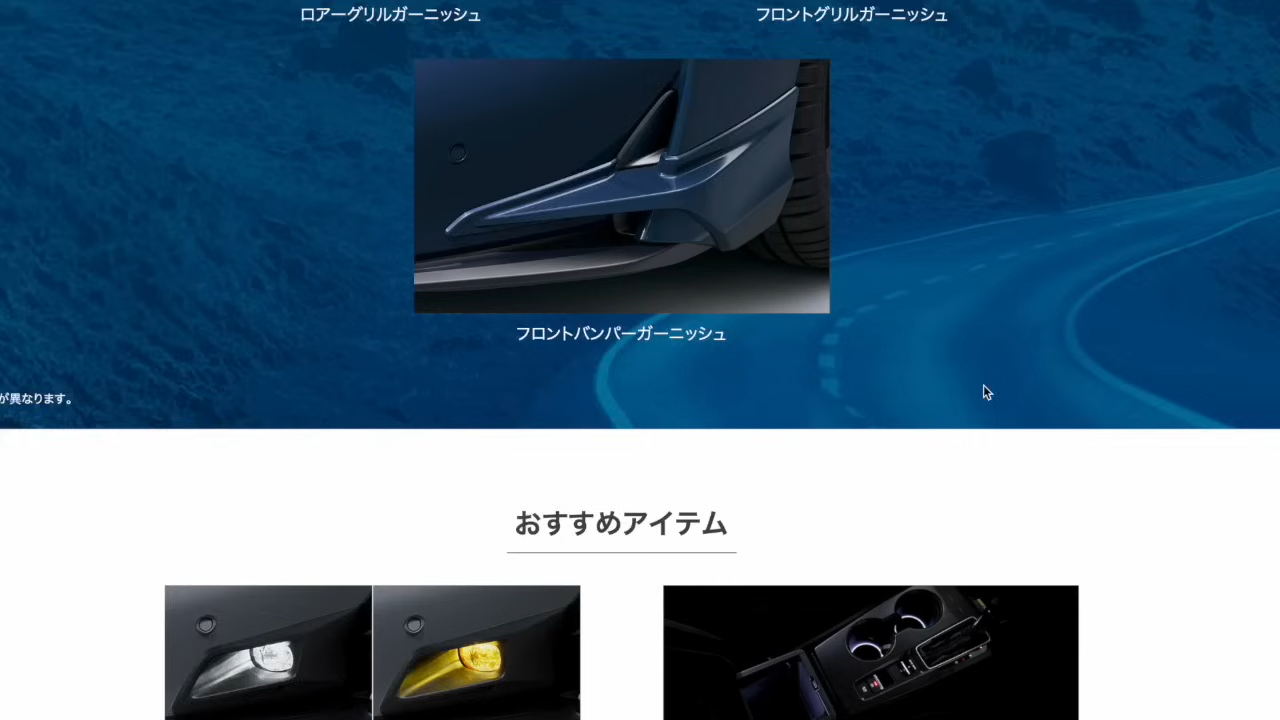 ロアーグリルガーニッシュ
フロントグリルガーニッシュ
フロントバンパーガーニッシュ
が異なります。
おすすめアイテム